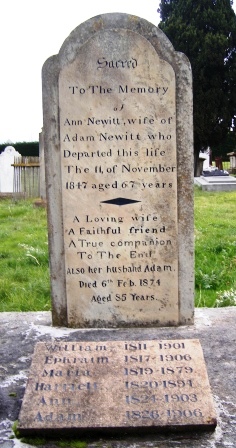 Sacred
To The Memory
of
Ann Newitt, wife of
Adam Newitt who
Departed this life
The 11, of November
1847 aged 67 years
A Loving wife
A Faithful friend
A True companion
To The End
Also her husband Adam.
Died 6th Feb. 1874
Aged 85 Years.
William 1811-1901
Ephraim 1817-1906
Maria 1819-1879
Harriett 1820-1894
Ann 1824-1903
Adam 1826-1906